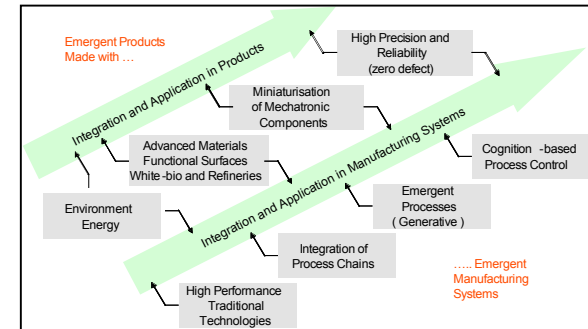 Emergent Products
Made with …
High Precision and
Reliability
(zero defect)
Integration and Application in Products
Miniaturisation
of Mechatronic
Components
Advanced Materials
Functional Surfaces
White -bio and Refineries
Cognition -based
Process Control
Integration and Application in Manufacturing Systems
Environment
Energy
Emergent
Processes
( Generative )
Integration of
Process Chains
….. Emergent
Manufacturing
Systems
High Performance
Traditional
Technologies